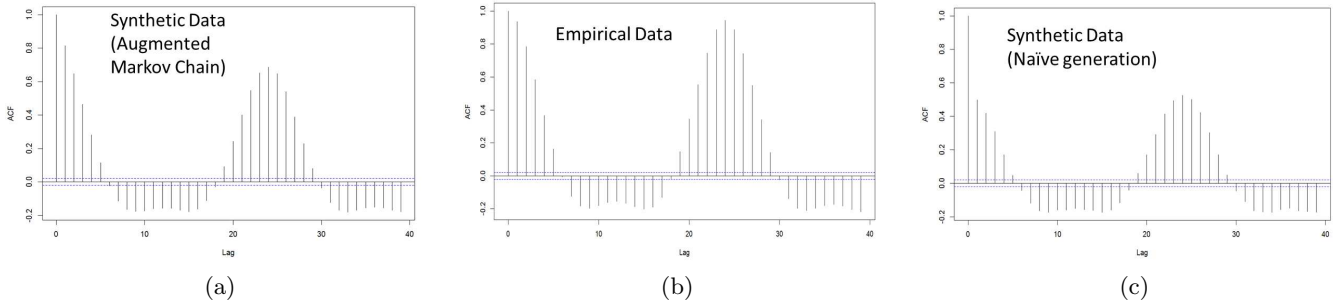 Synthetic Data
(Augmented
Markov Chain)
ACF
1.0
0.8
0.6
0.4
0.2
0.0
-0.2
0
10
20
30
40
Lag
(a)
Empirical Data
ACF
1.0
0.8
0.6
0.4
0.2
0.0
-0.2
0
10
20
30
40
Lag
(b)
Synthetic Data
(Naïve generation)
ACF
1.0
0.8
0.6
0.4
0.2
0.0
-0.2
0
10
20
30
40
Lag
(c)